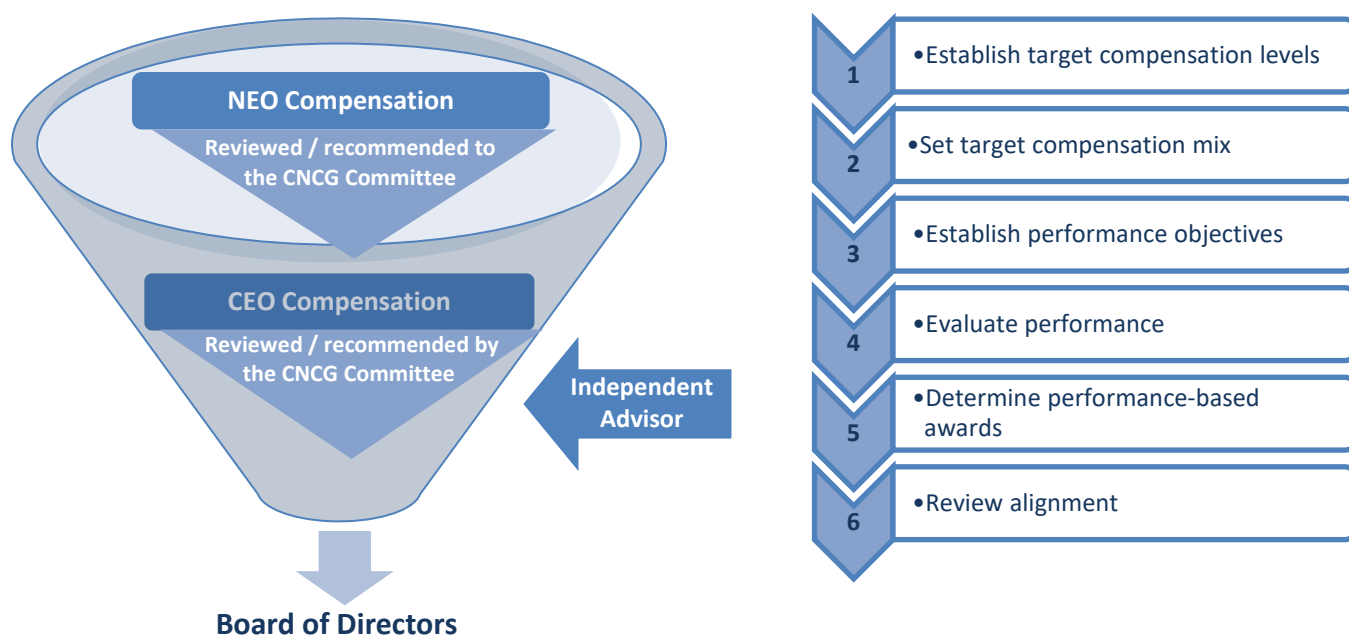 NEO Compensation
Reviewed / recommended to
the CNCG Committee
CEO Compensation
Reviewed / recommended by
the CNCG Committee
Independent
Advisor
Board of Directors
1
•Establish target compensation levels
2
•Set target compensation mix
3
•Establish performance objectives
4
•Evaluate performance
5
•Determine performance-based
awards
6
•Review alignment